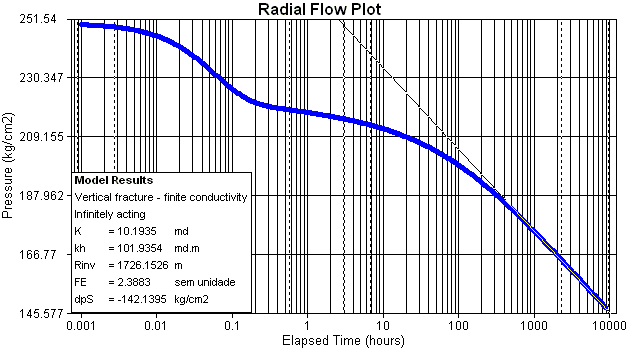 Radial Flow Plot
251.54
230.347
209.155
187.962
166.77
145.577
Pressure (kg/cm2)
Model Results
Vertical fracture - finite conductivity
Infinitely acting
K = 10.1935 md
kh = 101.9354 md.m
Rinv = 1726.1526 m
FE = 2.3883 sem unidade
dpS = -142.1395 kg/cm2
0.001 0.01 0.1 1 10 100 1000 10000
Elapsed Time (hours)